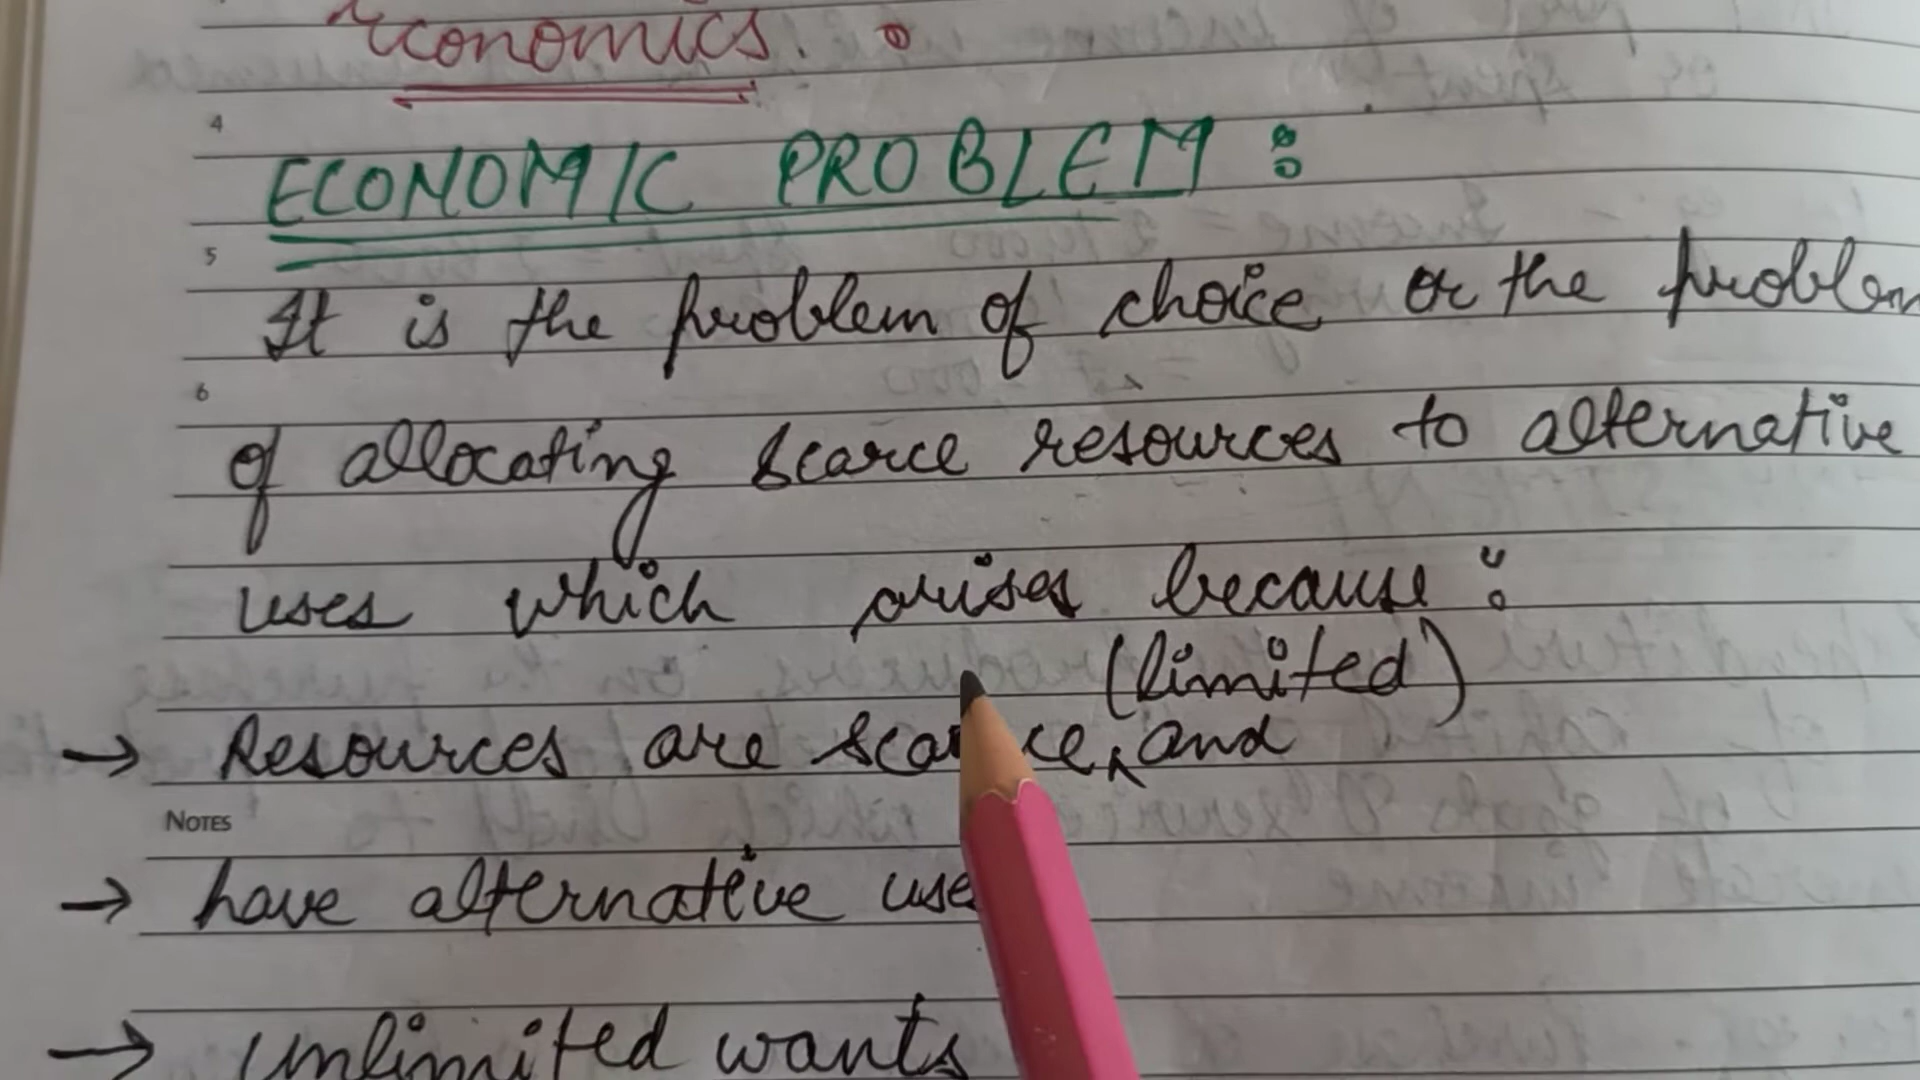 Economics.
4
ECONOMIC PROBLEM :
5
It is the problem of choice or the problem
6
of allocating scarce resources to alternative
uses which arises because :
(limited)
→ Resources are scarce, ^ and
NOTES
→ have alternative use
→ Unlimited wants